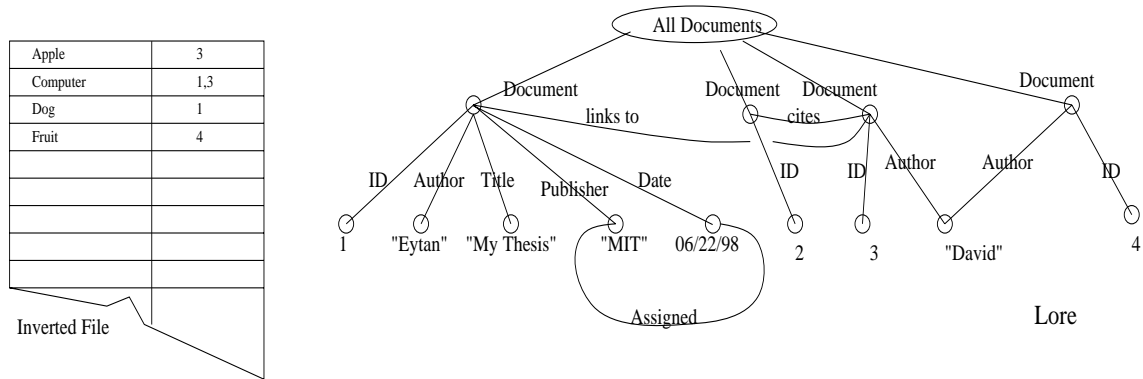 Apple 3
Computer 1,3
Dog 1
Fruit 4
Inverted File
All Documents
Document
Document
Document
Document
links to
cites
ID
Author
Title
Publisher
Date
ID
ID
Author
Author
ID
1
"Eytan"
"My Thesis"
"MIT"
06/22/98
2
3
"David"
4
Assigned
Lore